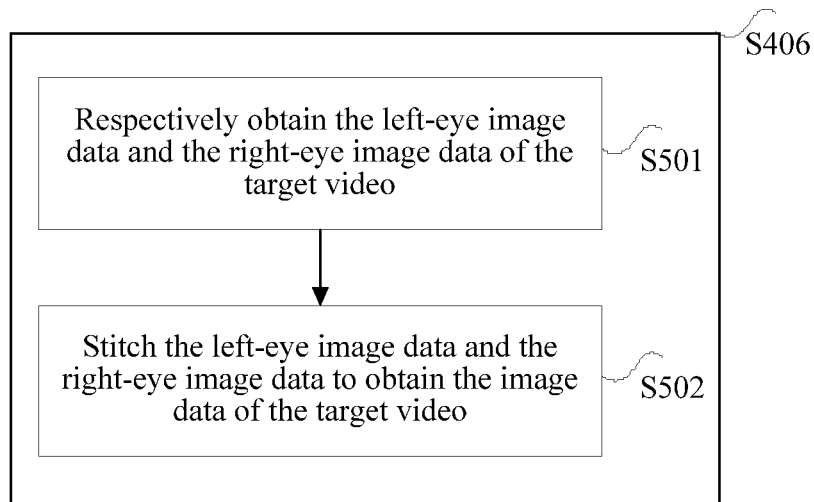 S406
Respectively obtain the left-eye image
data and the right-eye image data of the
target video
S501
Stitch the left-eye image data and the
right-eye image data to obtain the image
data of the target video
S502